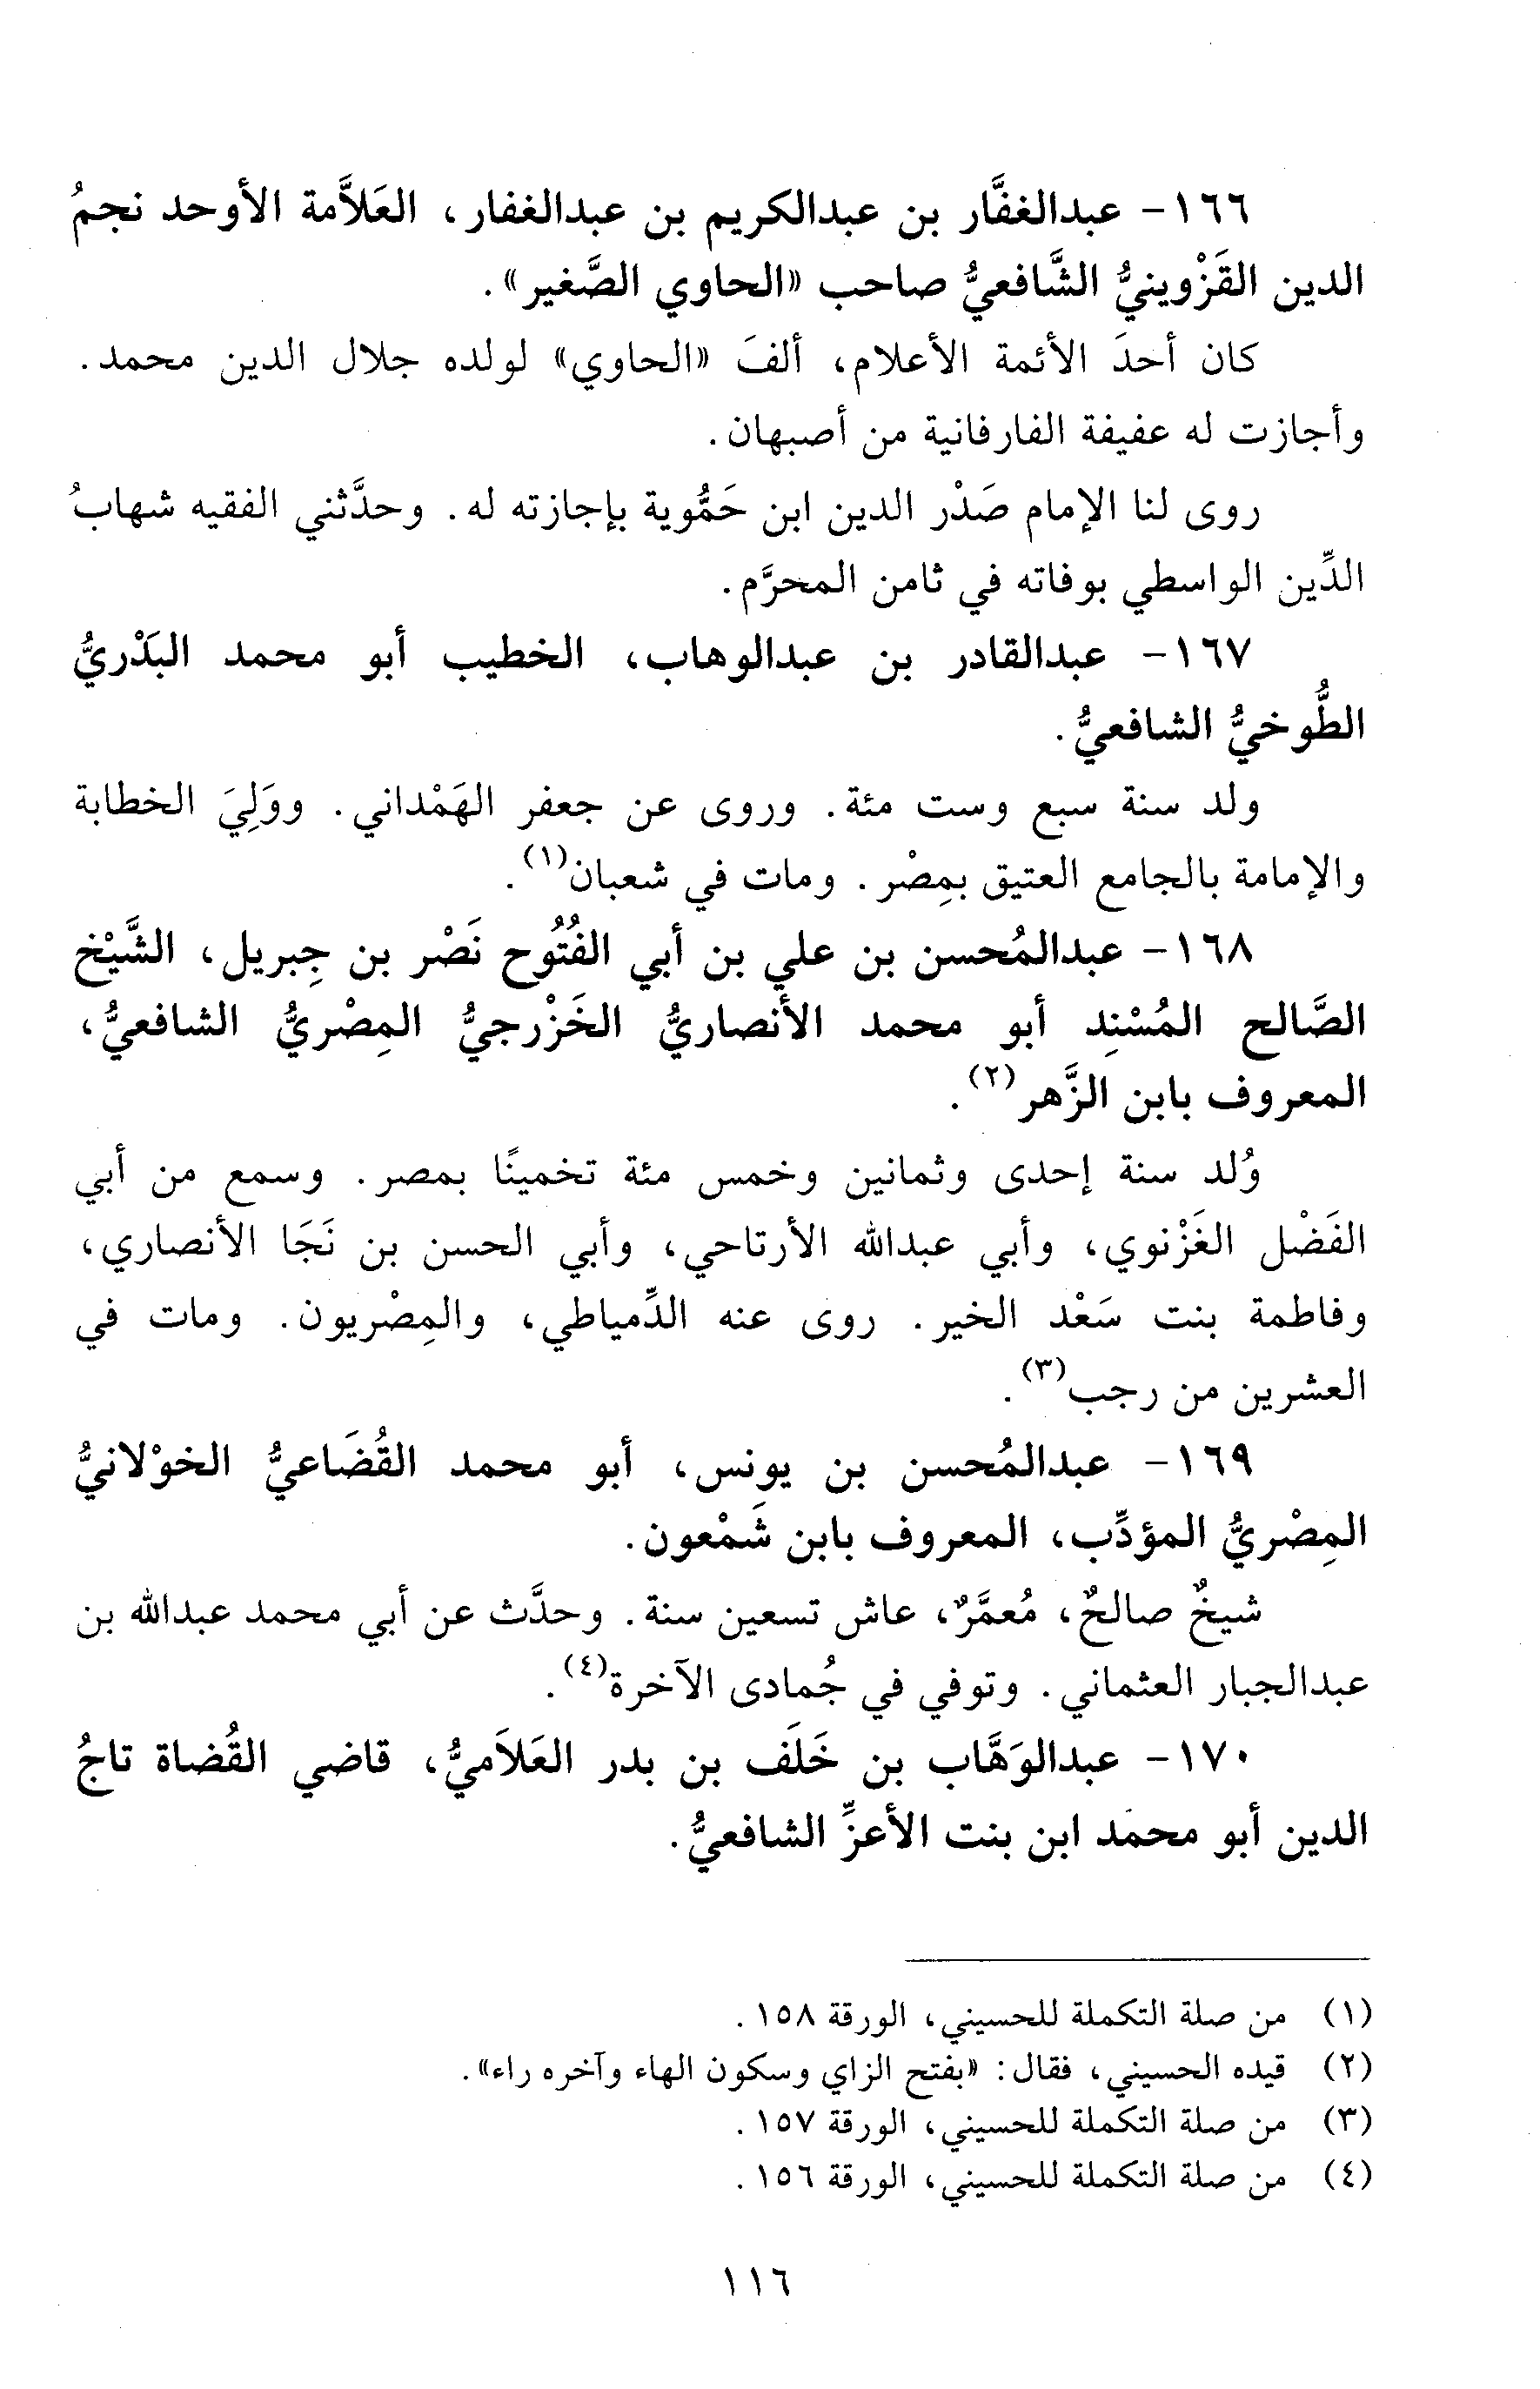 ١٦٦- عبدالغفَّار بن عبدالكريم بن عبدالغفار، العَلاَّمة الأوحد نجمُ
الدين القَزْوينيُّ الشَّافعيُّ صاحب «الحاوي الصَّغير».
كان أحدَ الأئمة الأعلام، ألفَ «الحاوي» لولده جلال الدين محمد.
وأجازت له عفيفة الفارفانية من أصبهان.
روى لنا الإمام صَدْر الدين ابن حَمُّوية بإجازته له. وحدَّثني الفقيه شهابُ
الدِّين الواسطي بوفاته في ثامن المحرَّم.
١٦٧- عبدالقادر بن عبدالوهاب، الخطيب أبو محمد البَدْريُّ
الطُّوخيُّ الشافعيُّ.
ولد سنة سبع وست مئة. وروى عن جعفر الهَمْداني. ووَلِيَ الخطابة
والإمامة بالجامع العتيق بمِصْر. ومات في شعبان(١).
١٦٨- عبدالمُحسن بن علي بن أبي الفُتُوح نَصْر بن جِبريل، الشَّيْخ
الصَّالح المُسْنِد أبو محمد الأنصاريُّ الخَزْرجيُّ المِصْريُّ الشافعيُّ،
المعروف بابن الزَّهر(٢).
وُلد سنة إحدى وثمانين وخمس مئة تخمينًا بمصر. وسمع من أبي
الفَضْل الغَزْنوي، وأبي عبدالله الأرتاحي، وأبي الحسن بن نَجَا الأنصاري،
وفاطمة بنت سَعْد الخير. روى عنه الدِّمياطي، والمِصْريون. ومات في
العشرين من رجب(٣).
١٦٩- عبدالمُحسن بن يونس، أبو محمد القُضَاعيُّ الخوْلانيُّ
المِصْريُّ المؤدِّب، المعروف بابن شَمْعون.
شيخٌ صالحٌ، مُعمَّرٌ، عاش تسعين سنة. وحدَّث عن أبي محمد عبدالله بن
عبدالجبار العثماني. وتوفي في جُمادى الآخرة(٤).
١٧٠- عبدالوَهَّاب بن خَلَف بن بدر العَلاَميُّ، قاضي القُضاة تاجُ
الدين أبو محمد ابن بنت الأعزِّ الشافعيُّ.
(١) من صلة التكملة للحسيني، الورقة ١٥٨.
(٢) قيده الحسيني، فقال: «بفتح الزاي وسكون الهاء وآخره راء».
(٣) من صلة التكملة للحسيني، الورقة ١٥٧.
(٤) من صلة التكملة للحسيني، الورقة ١٥٦.
١١٦